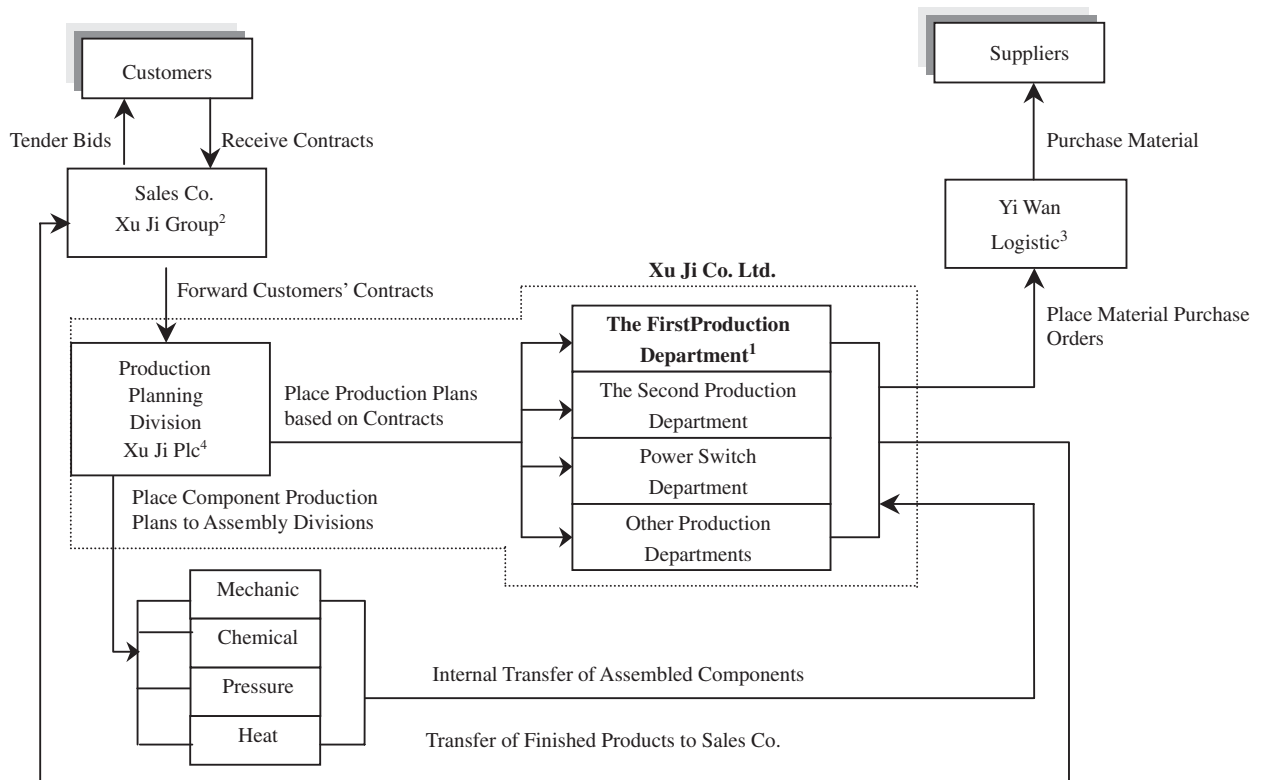 Customers
Suppliers
Tender Bids
Receive Contracts
Purchase Material
Sales Co.
Xu Ji Group²
Yi Wan
Logistic³
Xu Ji Co. Ltd.
Forward Customers' Contracts
Place Material Purchase
Orders
The FirstProduction
Department¹
Production
Planning
Division
Xu Ji Plc⁴
Place Production Plans
based on Contracts
The Second Production
Department
Power Switch
Department
Place Component Production
Plans to Assembly Divisions
Other Production
Departments
Mechanic
Chemical
Pressure
Heat
Internal Transfer of Assembled Components
Transfer of Finished Products to Sales Co.